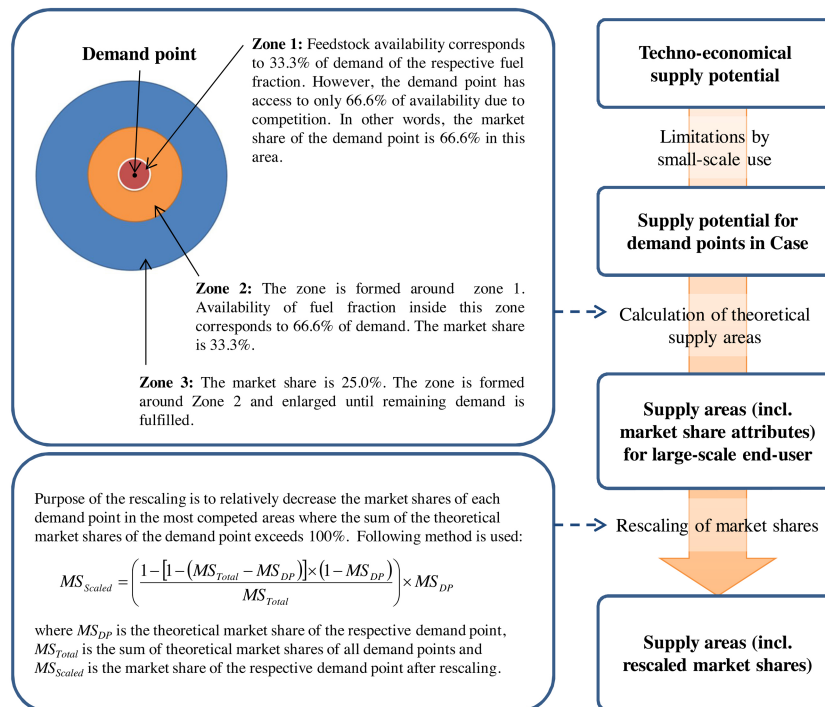 Demand point
Zone 1: Feedstock availability corresponds
to 33.3% of demand of the respective fuel
fraction. However, the demand point has
access to only 66.6% of availability due to
competition. In other words, the market
share of the demand point is 66.6% in this
area.
Zone 2: The zone is formed around zone 1.
Availability of fuel fraction inside this zone
corresponds to 66.6% of demand. The market share
is 33.3%.
Zone 3: The market share is 25.0%. The zone is formed
around Zone 2 and enlarged until remaining demand is
fulfilled.
Purpose of the rescaling is to relatively decrease the market shares of each
demand point in the most competed areas where the sum of the theoretical
market shares of the demand point exceeds 100%. Following method is used:
MS_Scaled = ( (1 - [1 - (MS_Total - MS_DP)] × (1 - MS_DP)) / MS_Total ) × MS_DP
where MS_DP is the theoretical market share of the respective demand point,
MS_Total is the sum of theoretical market shares of all demand points and
MS_Scaled is the market share of the respective demand point after rescaling.
Techno-economical
supply potential
Limitations by
small-scale use
Supply potential for
demand points in Case
Calculation of theoretical
supply areas
Supply areas (incl.
market share attributes)
for large-scale end-user
Rescaling of market shares
Supply areas (incl.
rescaled market shares)